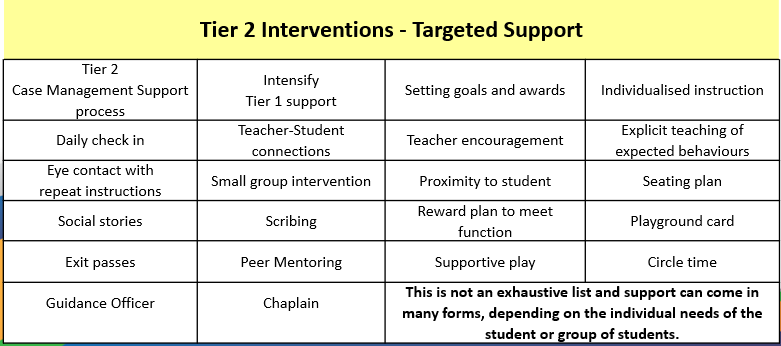 Tier 2 Interventions - Targeted Support
Tier 2
Case Management Support
process
Intensify
Tier 1 support
Setting goals and awards
Individualised instruction
Daily check in
Teacher-Student
connections
Teacher encouragement
Explicit teaching of
expected behaviours
Eye contact with
repeat instructions
Small group intervention
Proximity to student
Seating plan
Social stories
Scribing
Reward plan to meet
function
Playground card
Exit passes
Peer Mentoring
Supportive play
Circle time
Guidance Officer
Chaplain
This is not an exhaustive list and support can come in
many forms, depending on the individual needs of the
student or group of students.